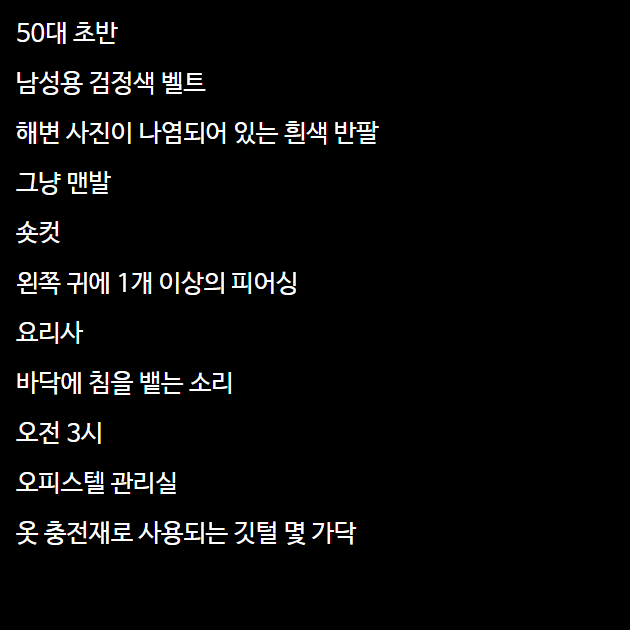 50대 초반
남성용 검정색 벨트
해변 사진이 나염되어 있는 흰색 반팔
그냥 맨발
숏컷
왼쪽 귀에 1개 이상의 피어싱
요리사
바닥에 침을 뱉는 소리
오전 3시
오피스텔 관리실
옷 충전재로 사용되는 깃털 몇 가닥